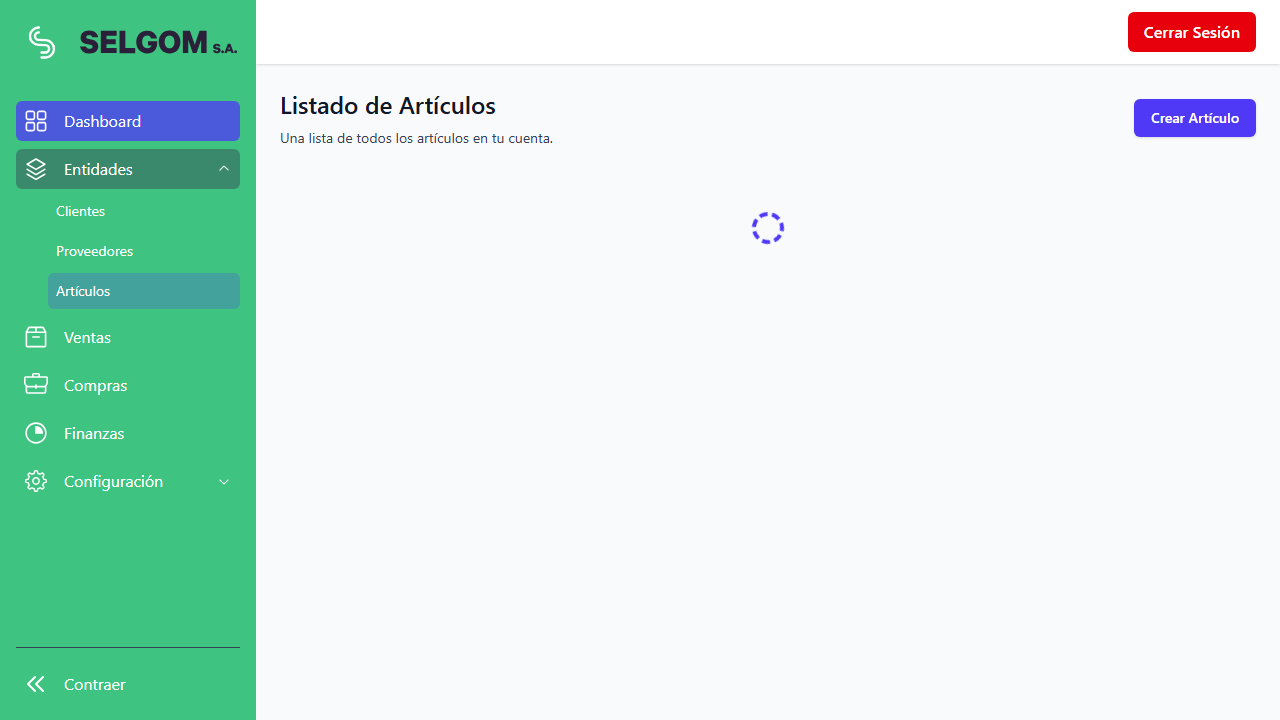 SELGOM S.A.
Cerrar Sesión
Dashboard
Entidades
Clientes
Proveedores
Artículos
Ventas
Compras
Finanzas
Configuración
Contraer
Listado de Artículos
Una lista de todos los artículos en tu cuenta.
Crear Artículo